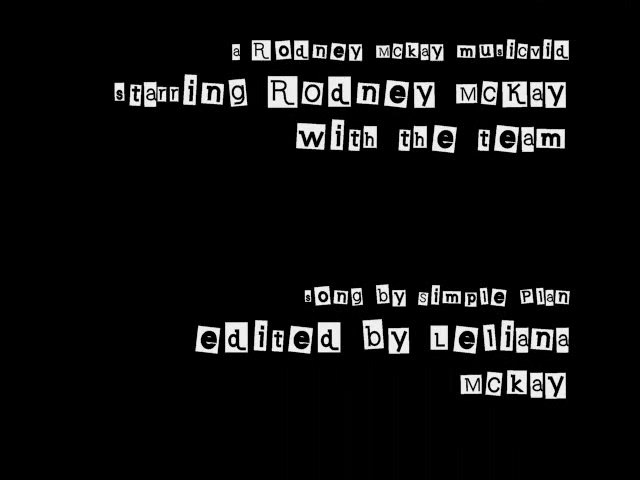 a Rodney McKay musicvid
starring Rodney McKay
with the team
song by Simple Plan
edited by Leliana
McKay